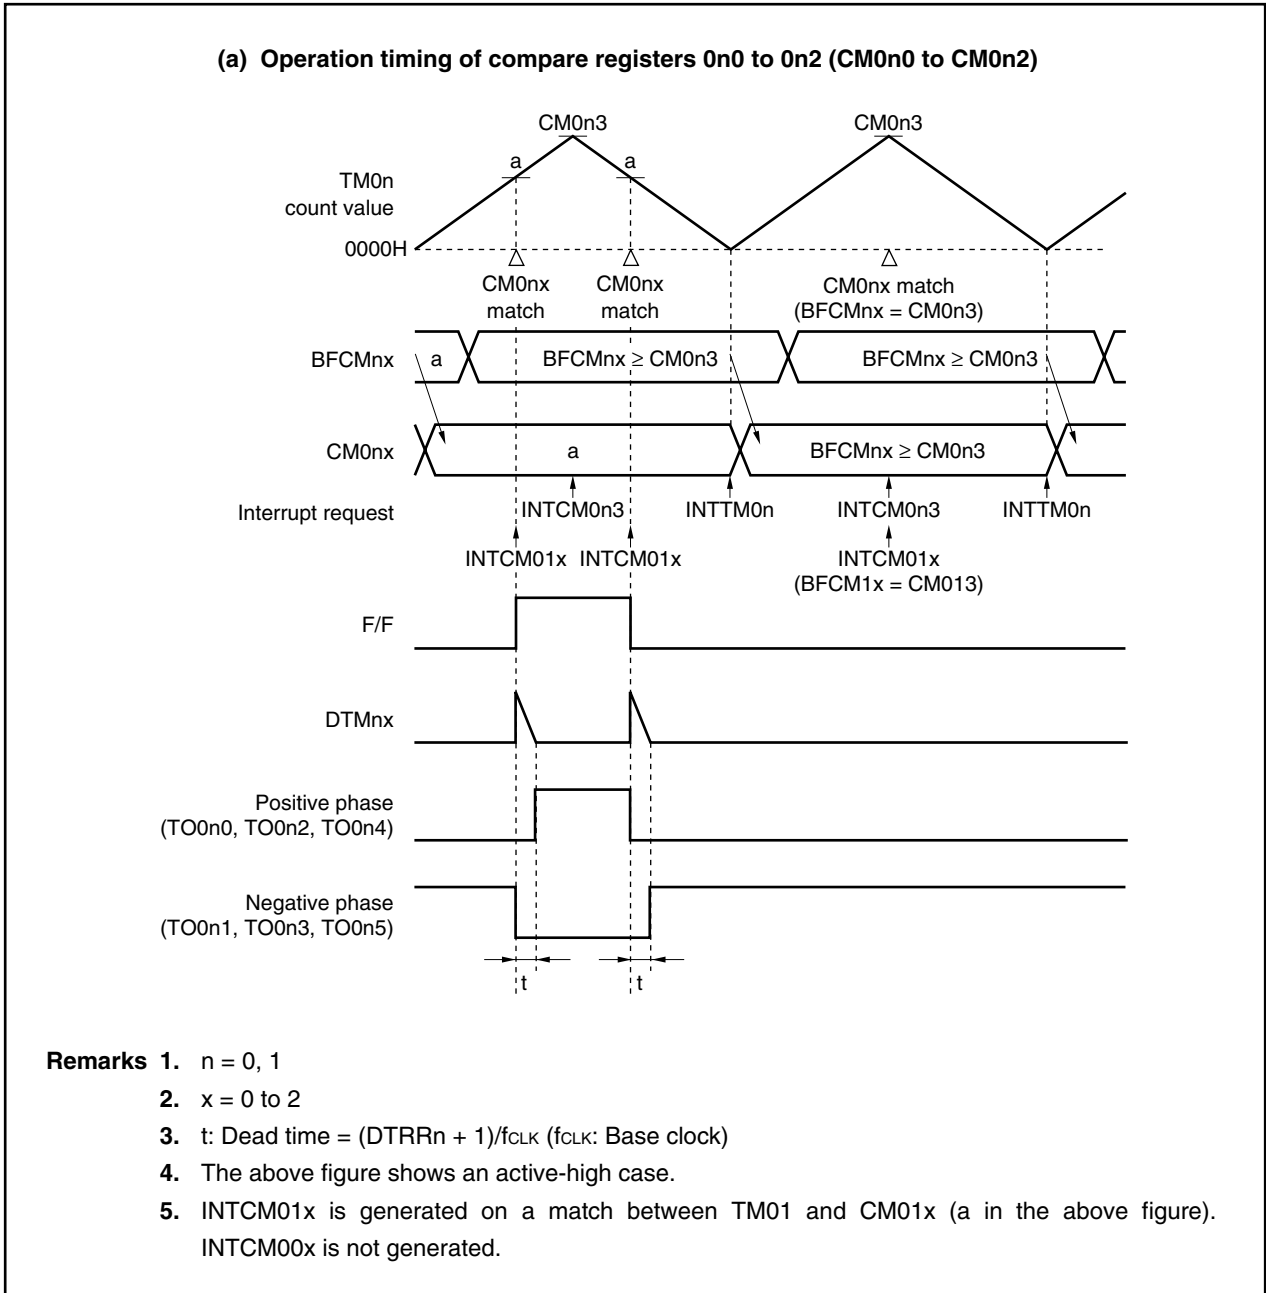 (a) Operation timing of compare registers 0n0 to 0n2 (CM0n0 to CM0n2)
CM0n3 CM0n3
a a
TM0n
count value
0000H
CM0nx
match
CM0nx
match
CM0nx match
(BFCMnx = CM0n3)
BFCMnx a BFCMnx ≥ CM0n3 BFCMnx ≥ CM0n3
CM0nx a BFCMnx ≥ CM0n3
Interrupt request INTCM0n3 INTTM0n INTCM0n3 INTTM0n
INTCM01x INTCM01x INTCM01x
(BFCM1x = CM013)
F/F
DTMnx
Positive phase
(TO0n0, TO0n2, TO0n4)
Negative phase
(TO0n1, TO0n3, TO0n5)
t t
Remarks 1. n = 0, 1
2. x = 0 to 2
3. t: Dead time = (DTRRn + 1)/fCLK (fCLK: Base clock)
4. The above figure shows an active-high case.
5. INTCM01x is generated on a match between TM01 and CM01x (a in the above figure).
INTCM00x is not generated.